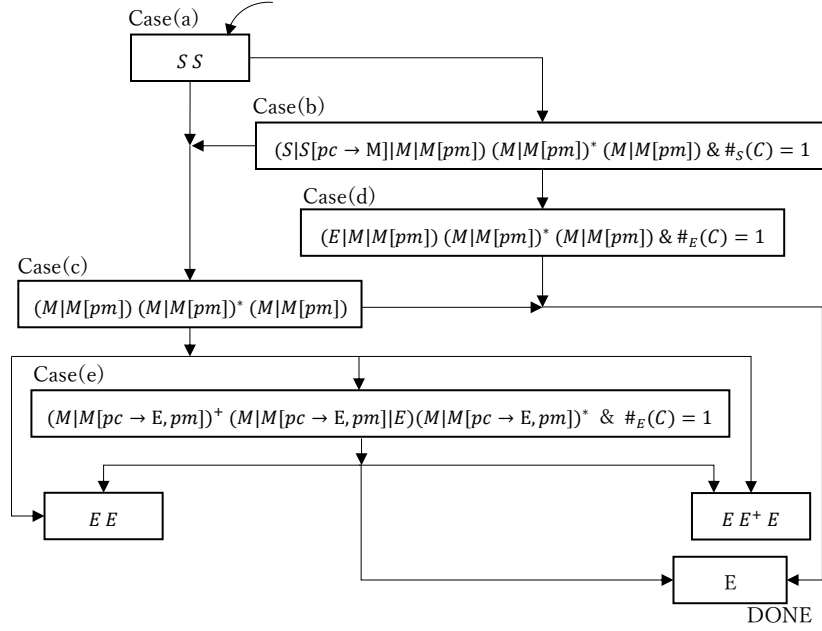 Case(a)
S S
Case(b)
(S|S[pc → M]|M|M[pm]) (M|M[pm])* (M|M[pm]) & #_S(C) = 1
Case(d)
(E|M|M[pm]) (M|M[pm])* (M|M[pm]) & #_E(C) = 1
Case(c)
(M|M[pm]) (M|M[pm])* (M|M[pm])
Case(e)
(M|M[pc → E, pm])⁺ (M|M[pc → E, pm]|E)(M|M[pc → E, pm])* & #_E(C) = 1
E E
E E⁺ E
E
DONE